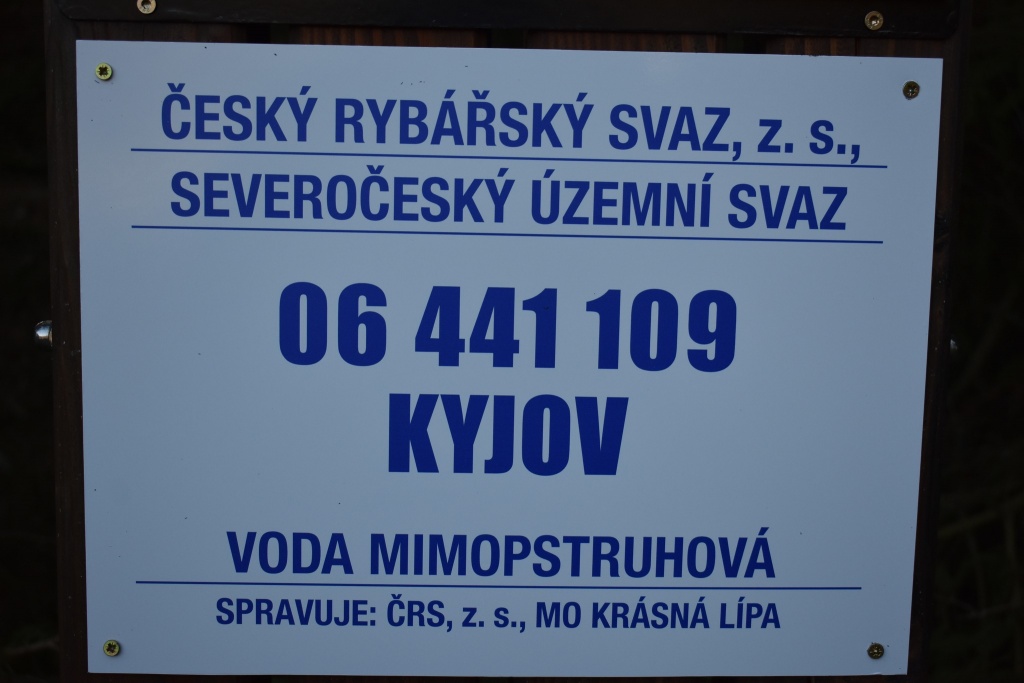 ČESKÝ RYBÁŘSKÝ SVAZ, z. s.,
SEVEROČESKÝ ÚZEMNÍ SVAZ
06 441 109
KYJOV
VODA MIMOPSTRUHOVÁ
SPRAVUJE: ČRS, z. s., MO KRÁSNÁ LÍPA